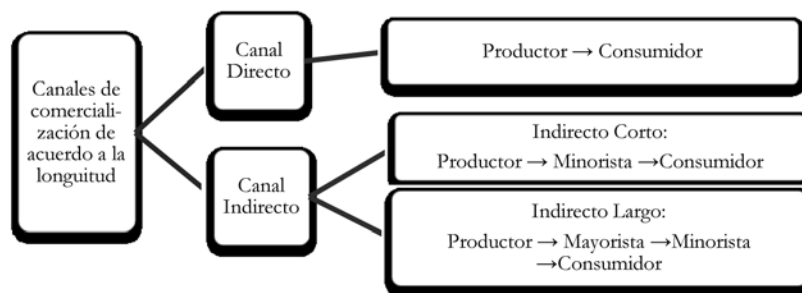 Canales de
comerciali-
zación de
acuerdo a la
longuitud
Canal
Directo
Productor → Consumidor
Canal
Indirecto
Indirecto Corto:
Productor → Minorista →Consumidor
Indirecto Largo:
Productor → Mayorista →Minorista
→Consumidor